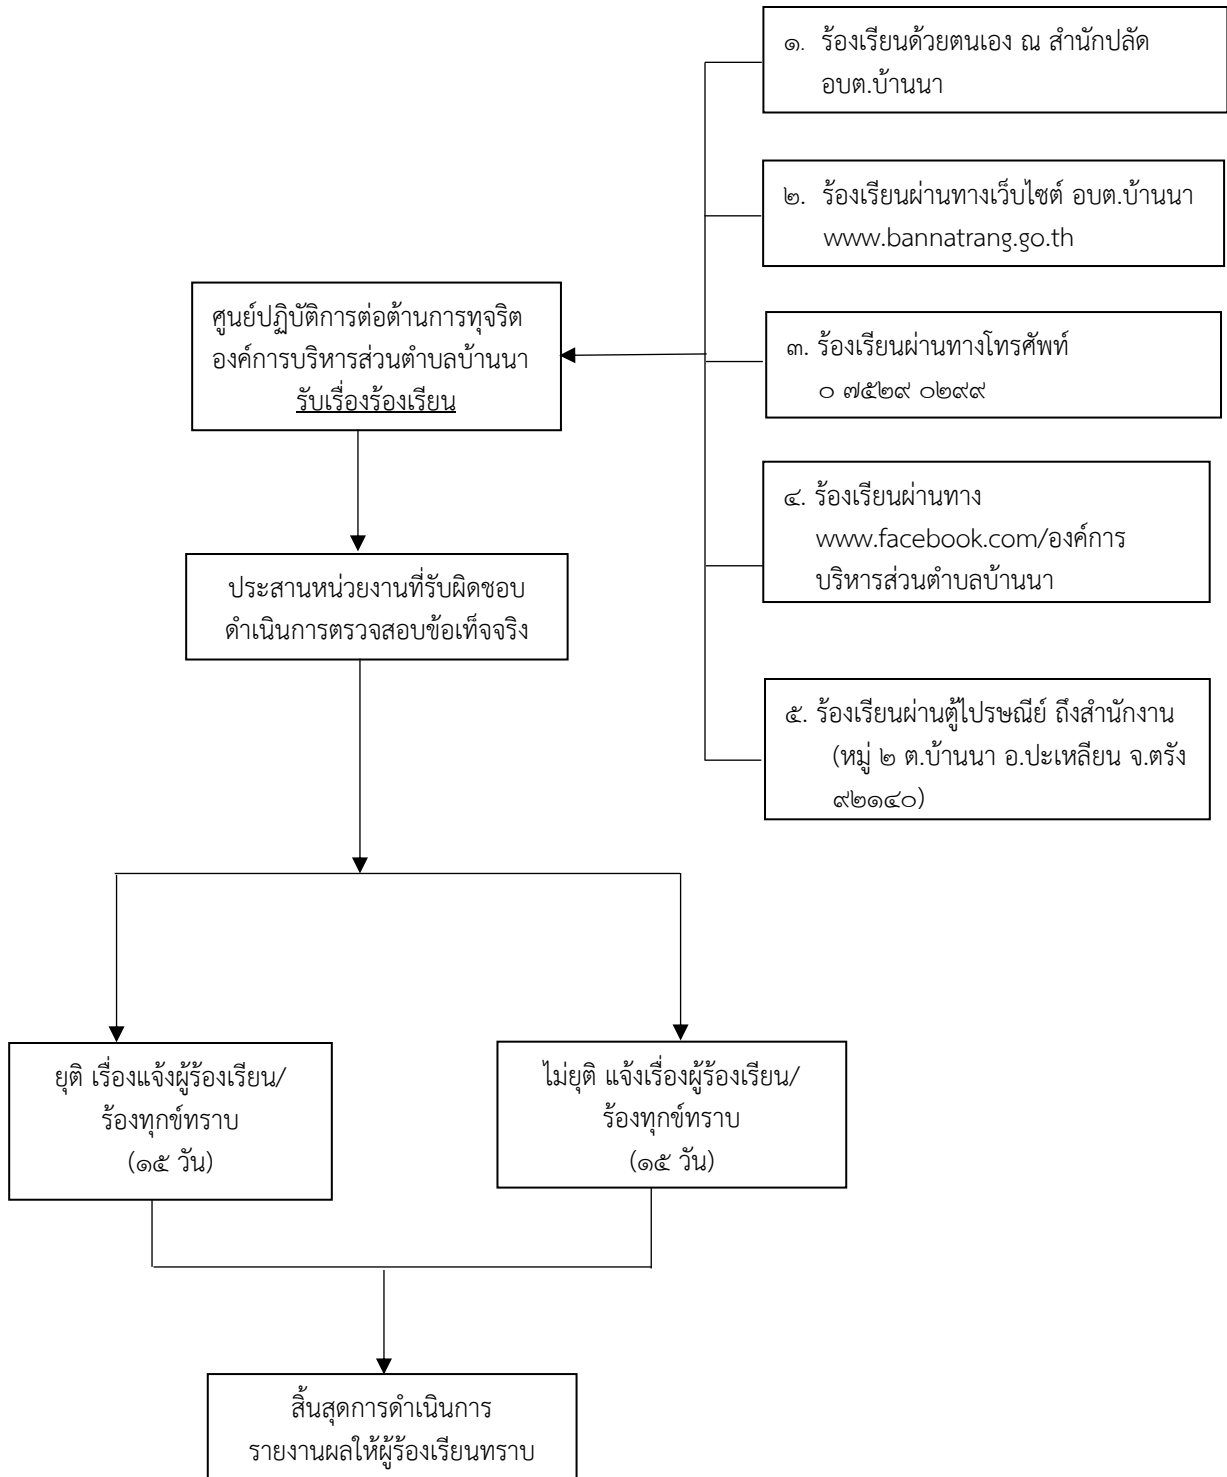 ๑. ร้องเรียนด้วยตนเอง ณ สำนักปลัด
อบต.บ้านนา
๒. ร้องเรียนผ่านทางเว็บไซต์ อบต.บ้านนา
www.bannatrang.go.th
ศูนย์ปฏิบัติการต่อต้านการทุจริต
องค์การบริหารส่วนตำบลบ้านนา
รับเรื่องร้องเรียน
๓. ร้องเรียนผ่านทางโทรศัพท์
๐ ๗๕๒๙ ๐๒๙๙
๔. ร้องเรียนผ่านทาง
www.facebook.com/องค์การ
บริหารส่วนตำบลบ้านนา
ประสานหน่วยงานที่รับผิดชอบ
ดำเนินการตรวจสอบข้อเท็จจริง
๕. ร้องเรียนผ่านตู้ไปรษณีย์ ถึงสำนักงาน
(หมู่ ๒ ต.บ้านนา อ.ปะเหลียน จ.ตรัง
๙๒๑๔๐)
ยุติ เรื่องแจ้งผู้ร้องเรียน/
ร้องทุกข์ทราบ
(๑๕ วัน)
ไม่ยุติ แจ้งเรื่องผู้ร้องเรียน/
ร้องทุกข์ทราบ
(๑๕ วัน)
สิ้นสุดการดำเนินการ
รายงานผลให้ผู้ร้องเรียนทราบ